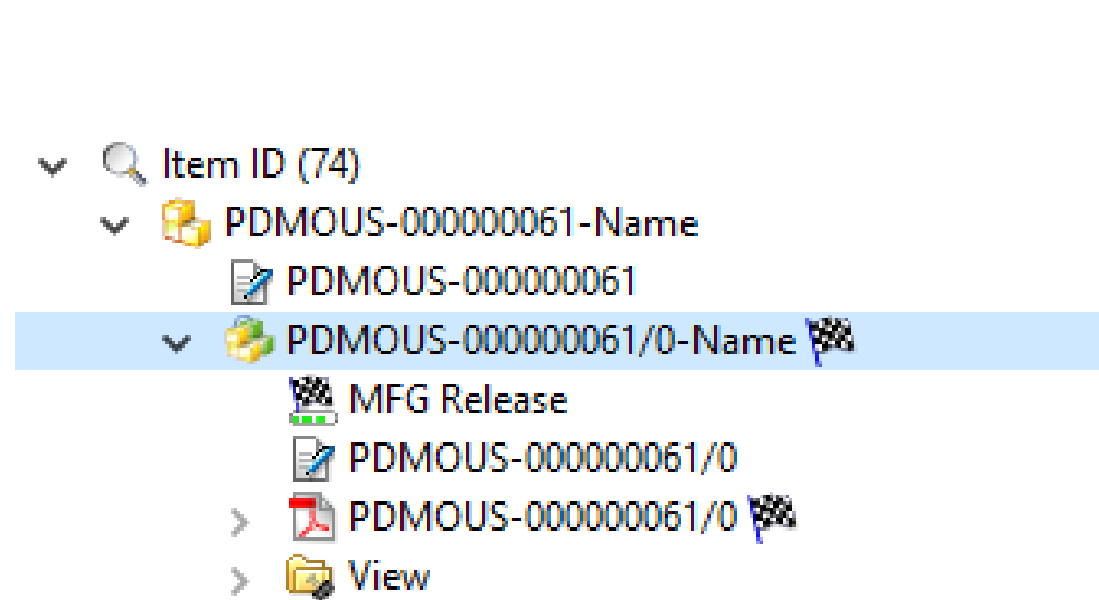 Item ID (74)
PDMOUS-000000061-Name
PDMOUS-000000061
PDMOUS-000000061/0-Name
MFG Release
PDMOUS-000000061/0
PDMOUS-000000061/0
View